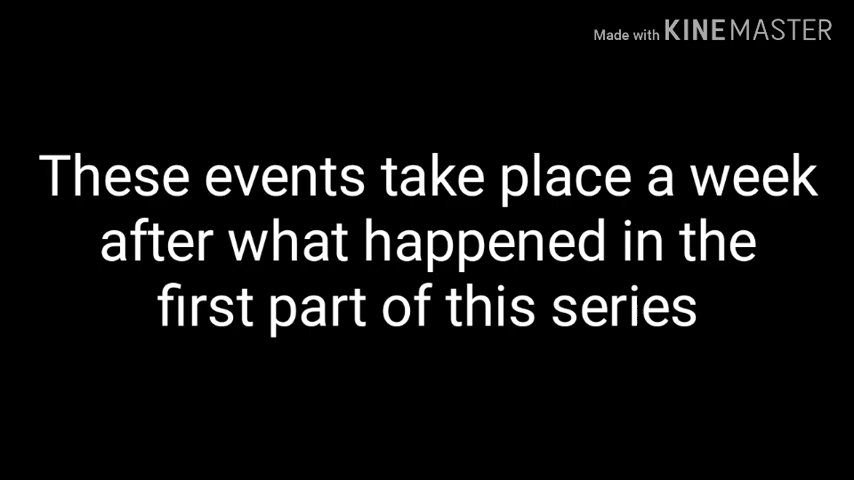 Made with KINEMASTER
These events take place a week
after what happened in the
first part of this series